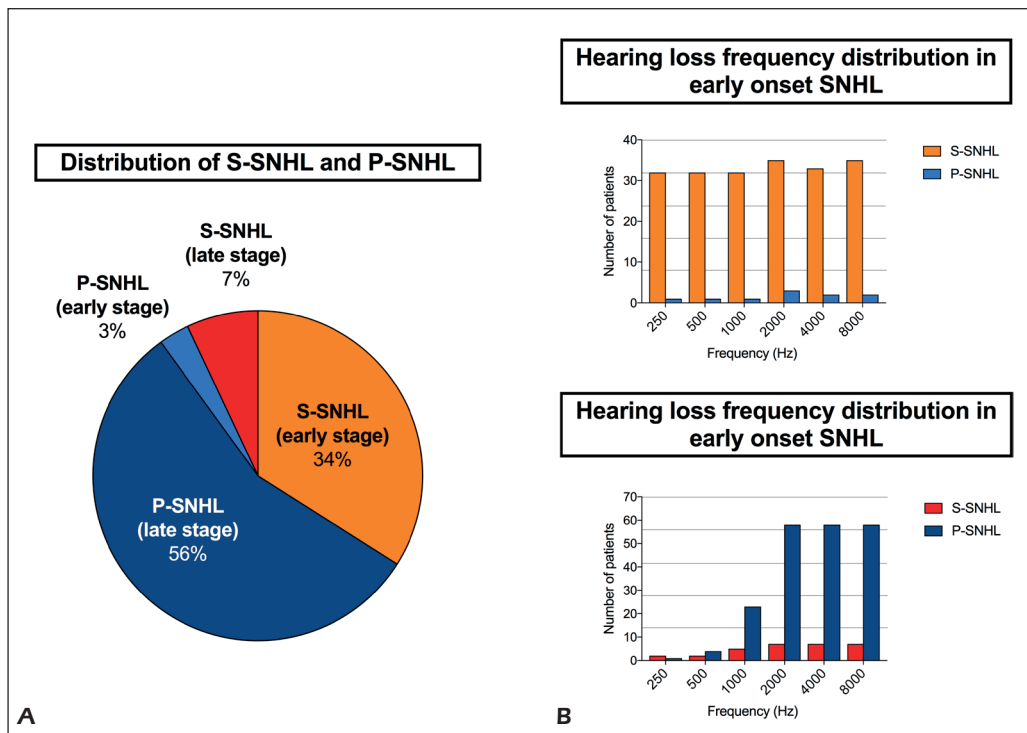 Distribution of S-SNHL and P-SNHL
S-SNHL
(late stage)
7%
P-SNHL
(early stage)
3%
S-SNHL
(early stage)
34%
P-SNHL
(late stage)
56%
A
Hearing loss frequency distribution in
early onset SNHL
40
30
20
10
0
Number of patients
250
500
1000
2000
4000
8000
Frequency (Hz)
S-SNHL
P-SNHL
Hearing loss frequency distribution in
early onset SNHL
70
60
50
40
30
20
10
0
Number of patients
250
500
1000
2000
4000
8000
Frequency (Hz)
S-SNHL
P-SNHL
B